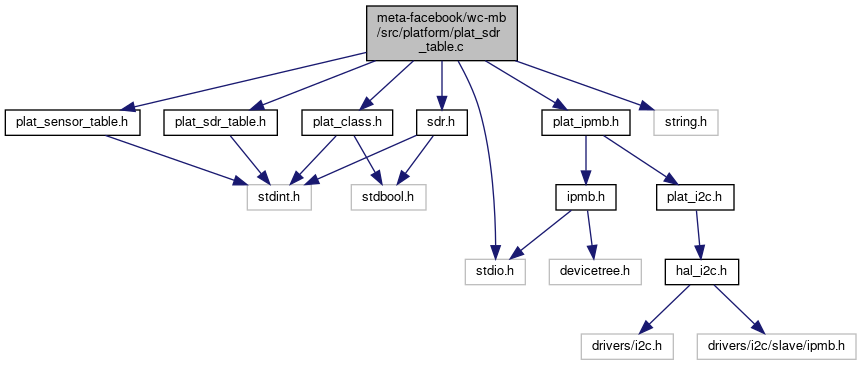 meta-facebook/wc-mb
/src/platform/plat_sdr
_table.c
plat_sensor_table.h
plat_sdr_table.h
plat_class.h
sdr.h
plat_ipmb.h
string.h
stdint.h
stdbool.h
ipmb.h
plat_i2c.h
stdio.h
devicetree.h
hal_i2c.h
drivers/i2c.h
drivers/i2c/slave/ipmb.h